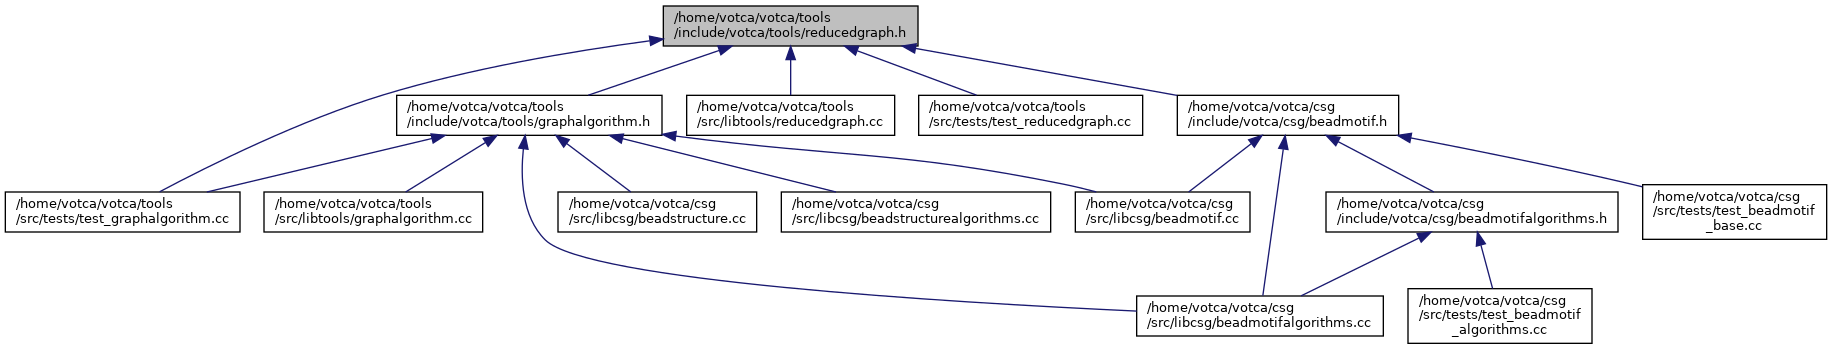 /home/votca/votca/tools
/include/votca/tools/reducedgraph.h
/home/votca/votca/tools
/include/votca/tools/graphalgorithm.h
/home/votca/votca/tools
/src/libtools/reducedgraph.cc
/home/votca/votca/tools
/src/tests/test_reducedgraph.cc
/home/votca/votca/csg
/include/votca/csg/beadmotif.h
/home/votca/votca/tools
/src/tests/test_graphalgorithm.cc
/home/votca/votca/tools
/src/libtools/graphalgorithm.cc
/home/votca/votca/csg
/src/libcsg/beadstructure.cc
/home/votca/votca/csg
/src/libcsg/beadstructurealgorithms.cc
/home/votca/votca/csg
/src/libcsg/beadmotif.cc
/home/votca/votca/csg
/include/votca/csg/beadmotifalgorithms.h
/home/votca/votca/csg
/src/tests/test_beadmotif
_base.cc
/home/votca/votca/csg
/src/libcsg/beadmotifalgorithms.cc
/home/votca/votca/csg
/src/tests/test_beadmotif
_algorithms.cc